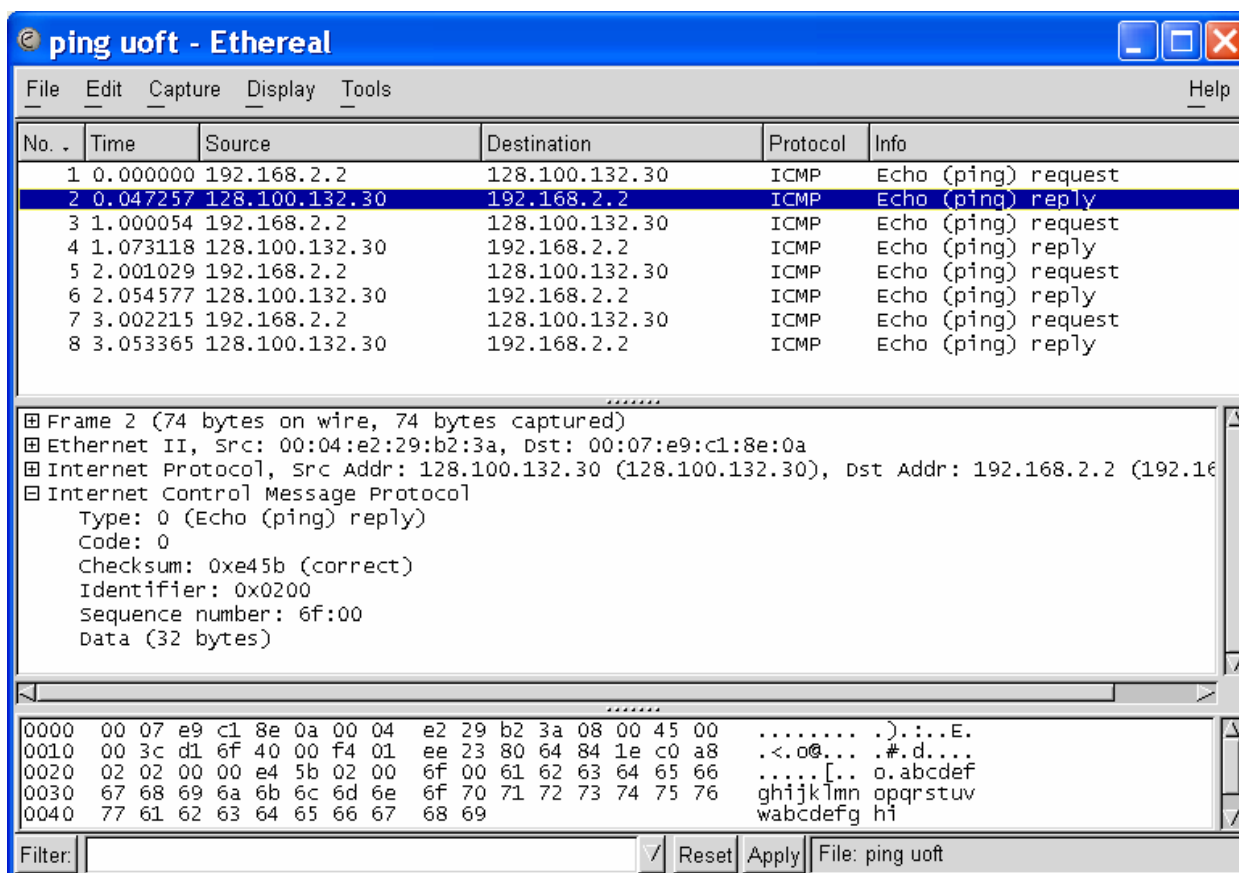 ping uoft - Ethereal
File Edit Capture Display Tools Help
No. Time Source Destination Protocol Info
1 0.000000 192.168.2.2 128.100.132.30 ICMP Echo (ping) request
2 0.047257 128.100.132.30 192.168.2.2 ICMP Echo (ping) reply
3 1.000054 192.168.2.2 128.100.132.30 ICMP Echo (ping) request
4 1.073118 128.100.132.30 192.168.2.2 ICMP Echo (ping) reply
5 2.001029 192.168.2.2 128.100.132.30 ICMP Echo (ping) request
6 2.054577 128.100.132.30 192.168.2.2 ICMP Echo (ping) reply
7 3.002215 192.168.2.2 128.100.132.30 ICMP Echo (ping) request
8 3.053365 128.100.132.30 192.168.2.2 ICMP Echo (ping) reply
Frame 2 (74 bytes on wire, 74 bytes captured)
Ethernet II, Src: 00:04:e2:29:b2:3a, Dst: 00:07:e9:c1:8e:0a
Internet Protocol, Src Addr: 128.100.132.30 (128.100.132.30), Dst Addr: 192.168.2.2 (192.16
Internet Control Message Protocol
Type: 0 (Echo (ping) reply)
Code: 0
Checksum: 0xe45b (correct)
Identifier: 0x0200
Sequence number: 6f:00
Data (32 bytes)
0000 00 07 e9 c1 8e 0a 00 04 e2 29 b2 3a 08 00 45 00 ........ .).:..E.
0010 00 3c d1 6f 40 00 f4 01 ee 23 80 64 84 1e c0 a8 .<.o@... .#.d....
0020 02 02 00 00 e4 5b 02 00 6f 00 61 62 63 64 65 66 .....[.. o.abcdef
0030 67 68 69 6a 6b 6c 6d 6e 6f 70 71 72 73 74 75 76 ghijklmn opqrstuv
0040 77 61 62 63 64 65 66 67 68 69 wabcdefg hi
Filter: Reset Apply File: ping uoft